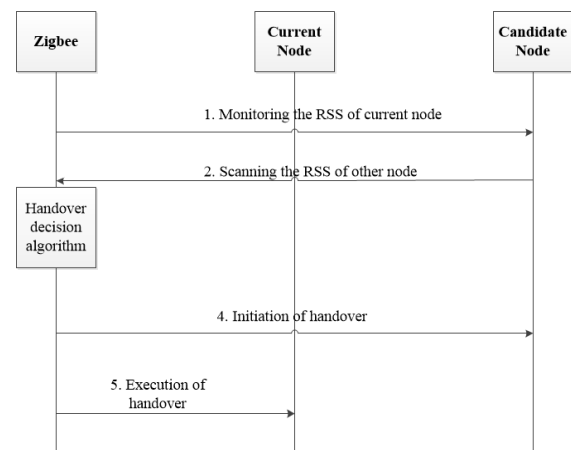 Zigbee
Current
Node
Candidate
Node
1. Monitoring the RSS of current node
2. Scanning the RSS of other node
Handover
decision
algorithm
4. Initiation of handover
5. Execution of
handover